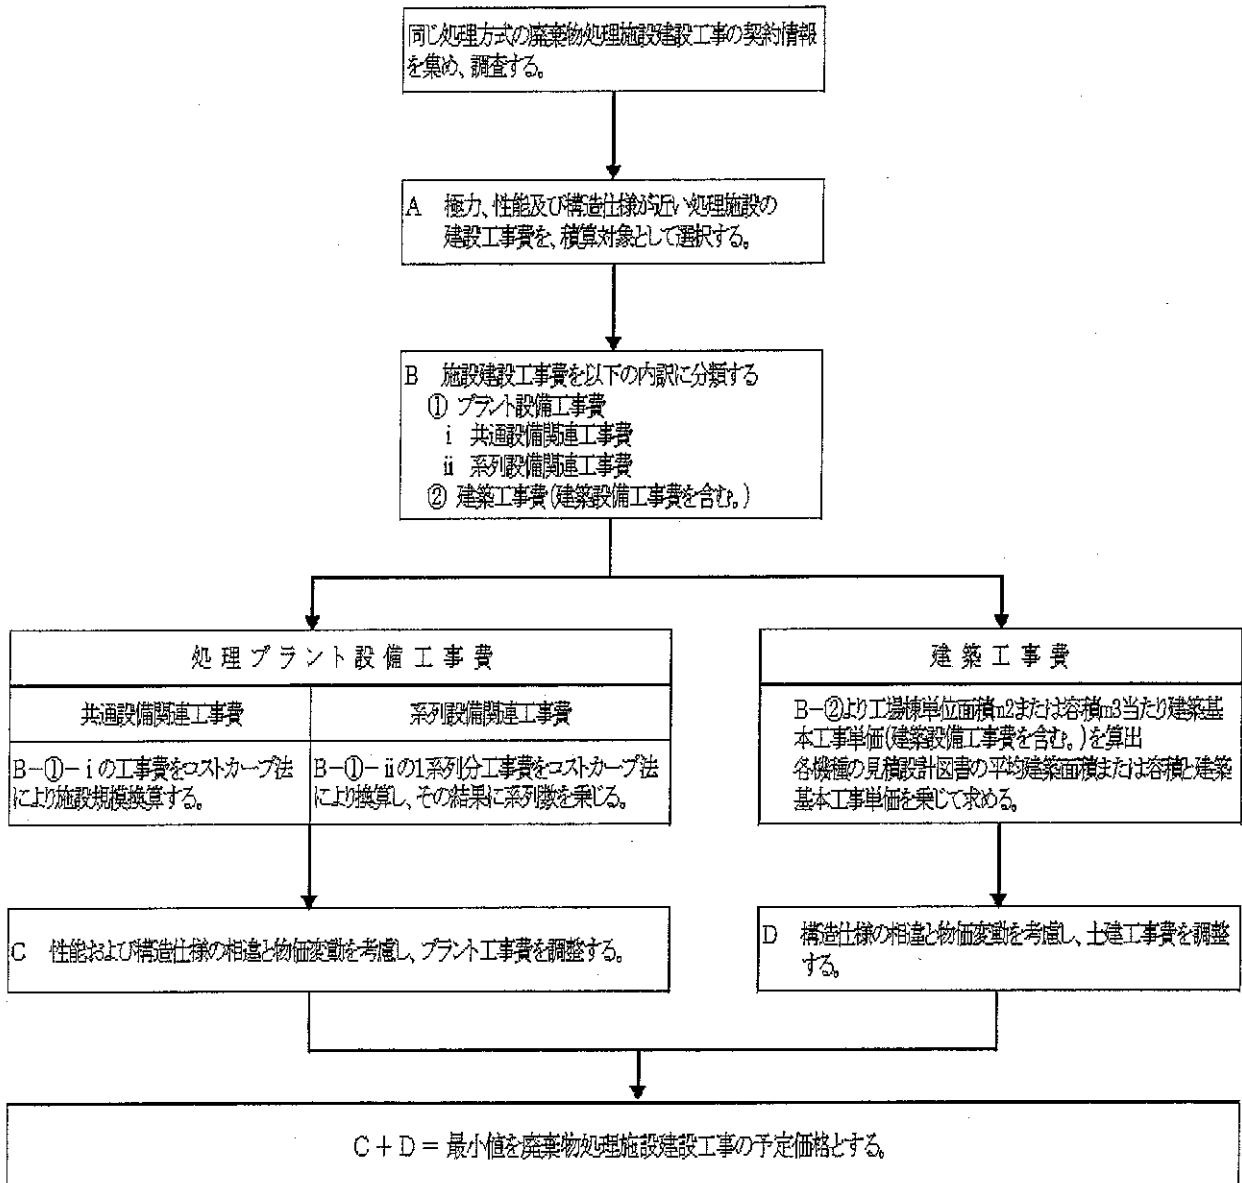 同じ処理方式の廃棄物処理施設建設工事の契約情報
を集め、調査する。
A 極力、性能及び構造仕様が近い処理施設の
建設工事費を、積算対象として選択する。
B 施設建設工事費を以下の内訳に分類する
① プラント設備工事費
ⅰ 共通設備関連工事費
ⅱ 系列設備関連工事費
② 建築工事費(建築設備工事費を含む。)
処理プラント設備工事費
共通設備関連工事費
系列設備関連工事費
B-①-ⅰの工事費をコストカーブ法
により施設規模換算する。
B-①-ⅱの1系列分工事費をコストカーブ法
により換算し、その結果に系列数を乗じる。
建築工事費
B-②より工場棟単位面積m2または容積m3当たり建築基
本工事単価(建築設備工事費を含む。)を算出
各機種の見積設計図書の平均建築面積または容積と建築
基本工事単価を乗じて求める。
C 性能および構造仕様の相違と物価変動を考慮し、プラント工事費を調整する。
D 構造仕様の相違と物価変動を考慮し、土建工事費を調整
する。
C+D=最小値を廃棄物処理施設建設工事の予定価格とする。